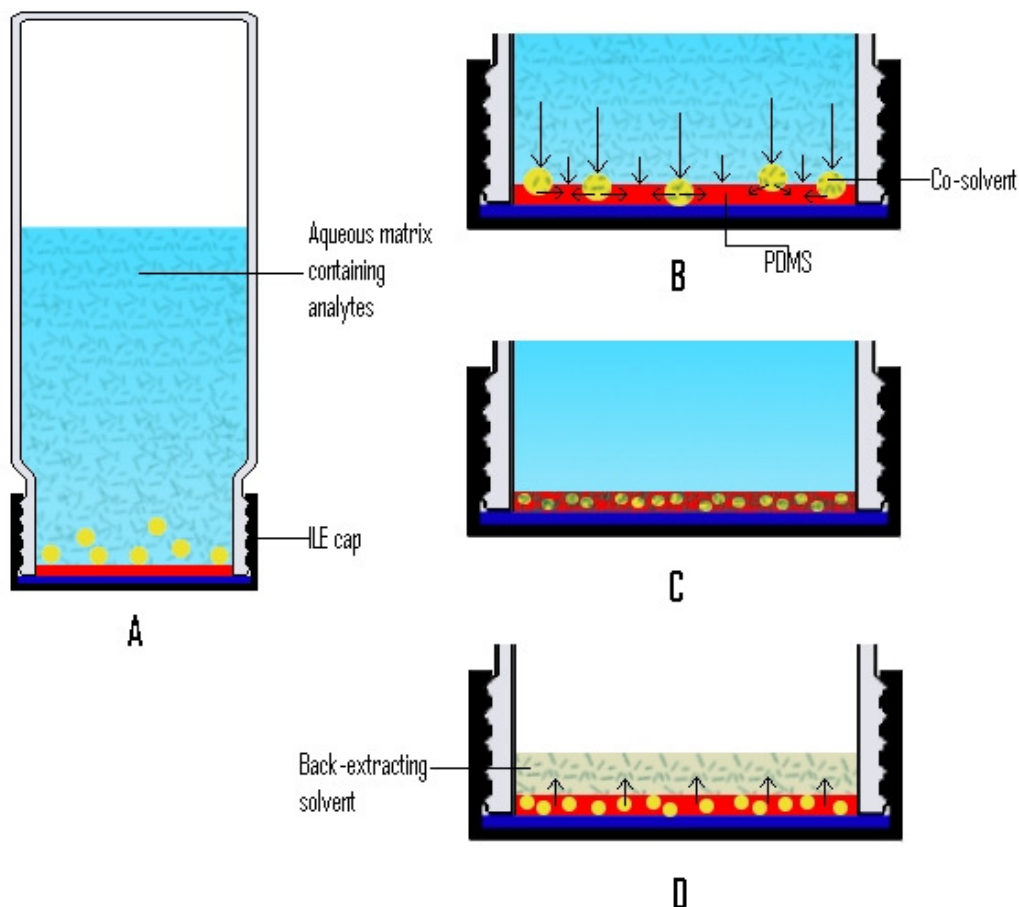 Aqueous matrix
containing
analytes
ILE cap
A
Co-solvent
PDMS
B
C
Back-extracting
solvent
D